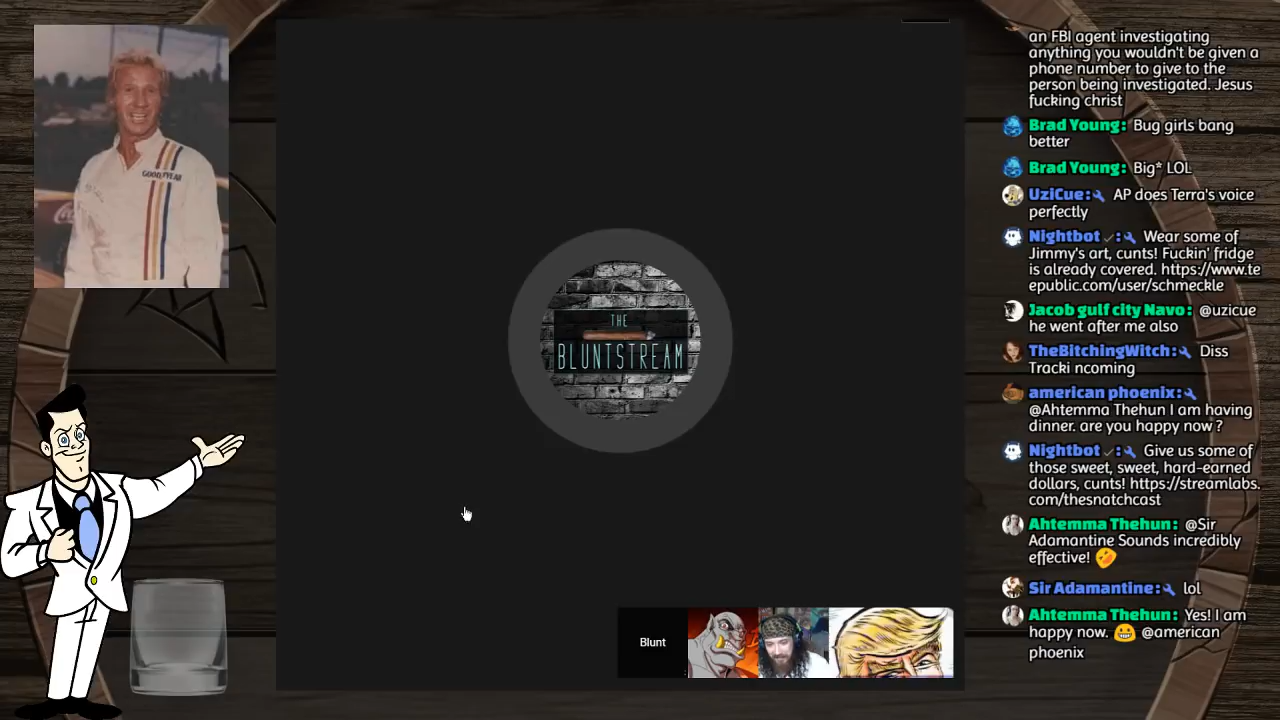 GOODYEAR
THE
BLUNTSTREAM
Blunt
an FBI agent investigating
anything you wouldn't be given a
phone number to give to the
person being investigated. Jesus
fucking christ
Brad Young: Bug girls bang
better
Brad Young: Big* LOL
UziCue: AP does Terra's voice
perfectly
Nightbot: Wear some of
Jimmy's art, cunts! Fuckin' fridge
is already covered. https://www.te
epublic.com/user/schmeckle
Jacob gulf city Navo: @uzicue
he went after me also
TheBitchingWitch: Diss
Tracki ncoming
american phoenix:
@Ahtemma Thehun I am having
dinner. are you happy now?
Nightbot: Give us some of
those sweet, sweet, hard-earned
dollars, cunts! https://streamlabs.
com/thesnatchcast
Ahtemma Thehun: @Sir
Adamantine Sounds incredibly
effective!
Sir Adamantine: lol
Ahtemma Thehun: Yes! I am
happy now. @american
phoenix